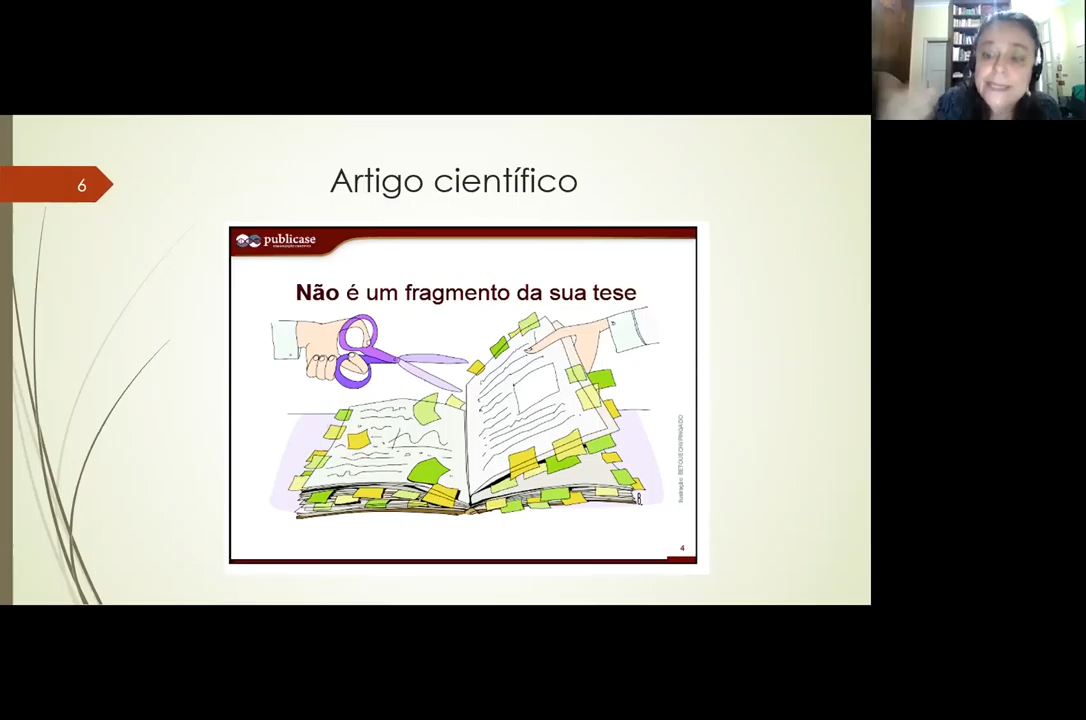 6
Artigo científico
publicase
Não é um fragmento da sua tese
4